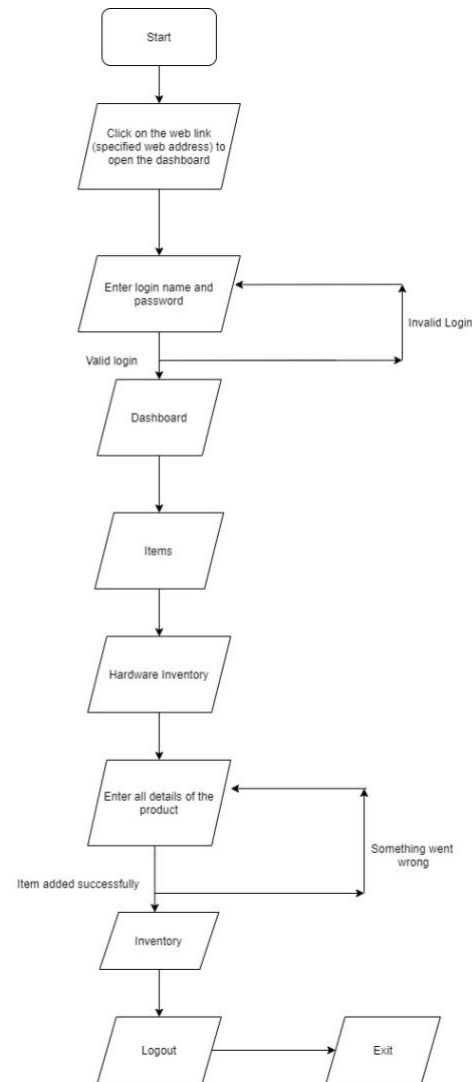 Start
Click on the web link
(specified web address) to
open the dashboard
Enter login name and
password
Invalid Login
Valid login
Dashboard
Items
Hardware Inventory
Enter all details of the
product
Something went
wrong
Item added successfully
Inventory
Logout
Exit